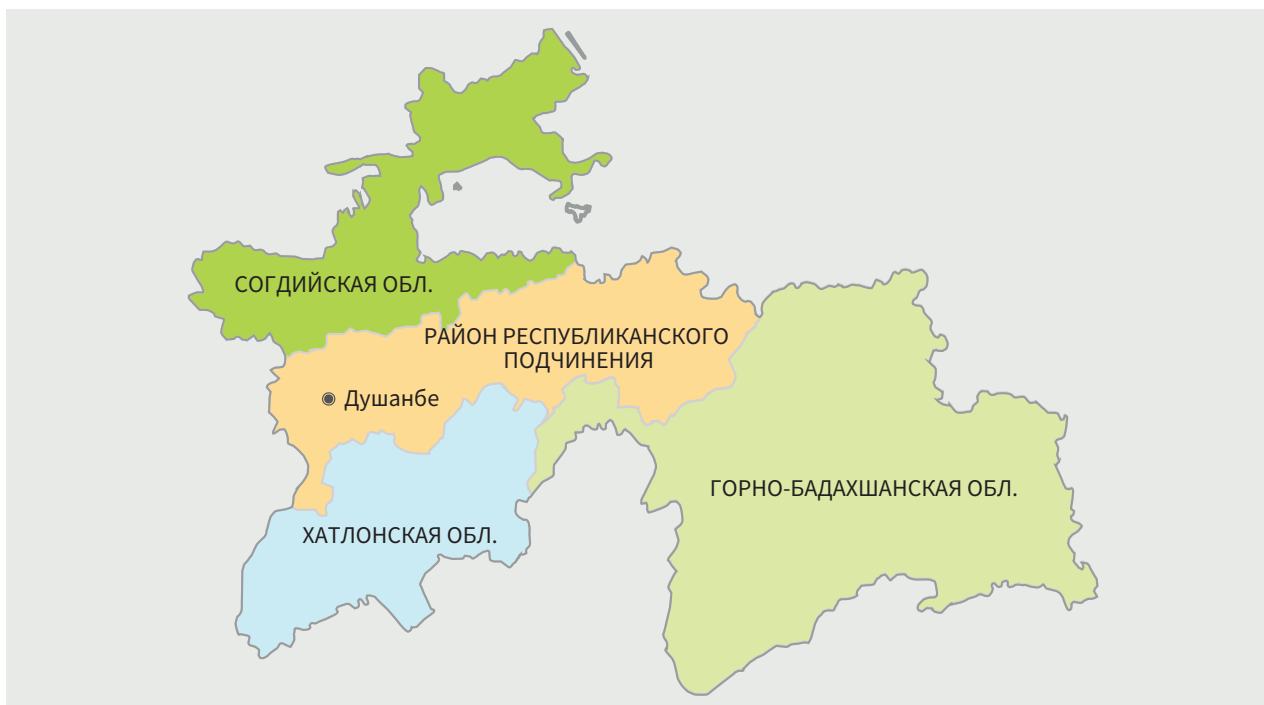 СОГДИЙСКАЯ ОБЛ.
РАЙОН РЕСПУБЛИКАНСКОГО
ПОДЧИНЕНИЯ
Душанбе
ГОРНО-БАДАХШАНСКАЯ ОБЛ.
ХАТЛОНСКАЯ ОБЛ.